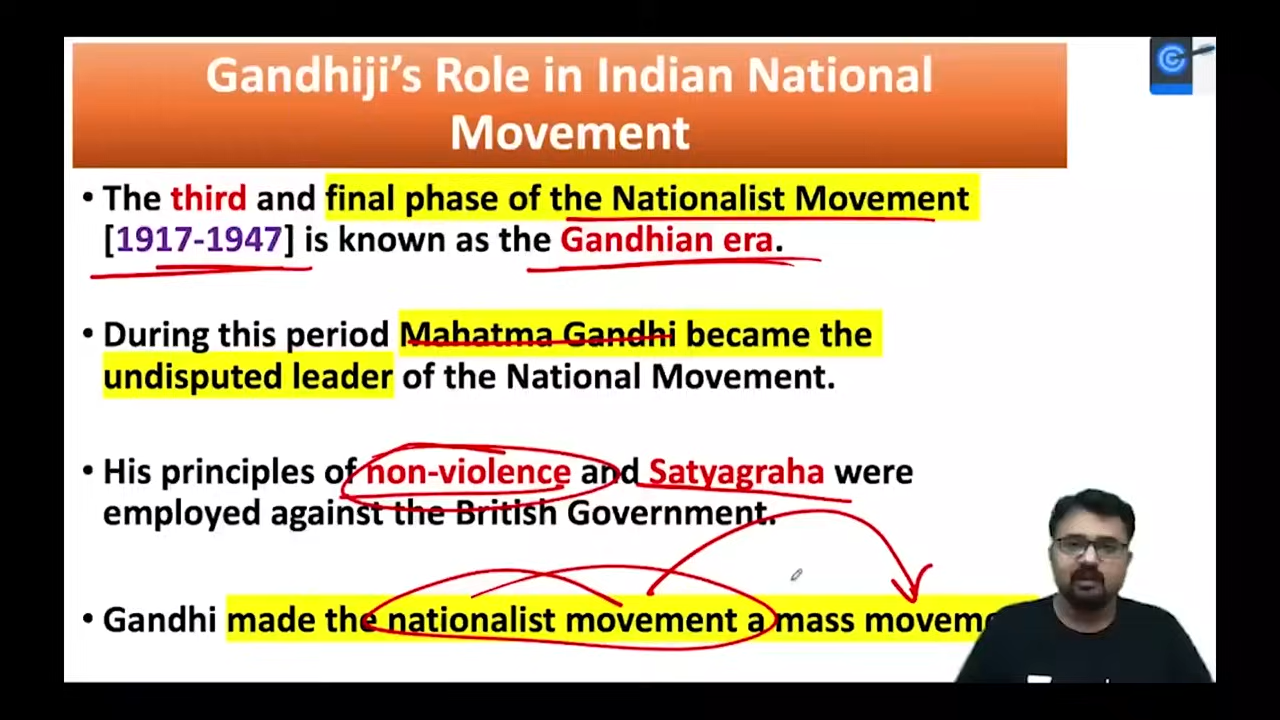 Gandhiji's Role in Indian National
Movement
• The third and final phase of the Nationalist Movement
[1917-1947] is known as the Gandhian era.
• During this period Mahatma Gandhi became the
undisputed leader of the National Movement.
• His principles of non-violence and Satyagraha were
employed against the British Government.
• Gandhi made the nationalist movement a mass